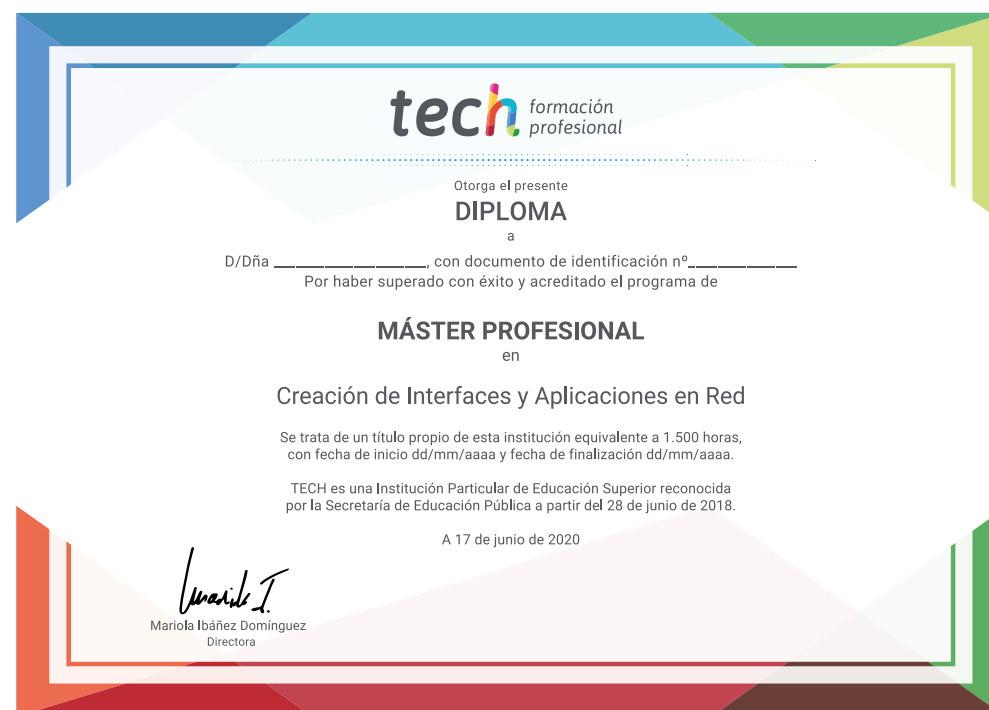 tech formación
profesional
Otorga el presente
DIPLOMA
a
D/Dña ____________________, con documento de identificación nº______________
Por haber superado con éxito y acreditado el programa de
MÁSTER PROFESIONAL
en
Creación de Interfaces y Aplicaciones en Red
Se trata de un título propio de esta institución equivalente a 1.500 horas,
con fecha de inicio dd/mm/aaaa y fecha de finalización dd/mm/aaaa.
TECH es una Institución Particular de Educación Superior reconocida
por la Secretaría de Educación Pública a partir del 28 de junio de 2018.
A 17 de junio de 2020
Mariola Ibáñez Domínguez
Directora